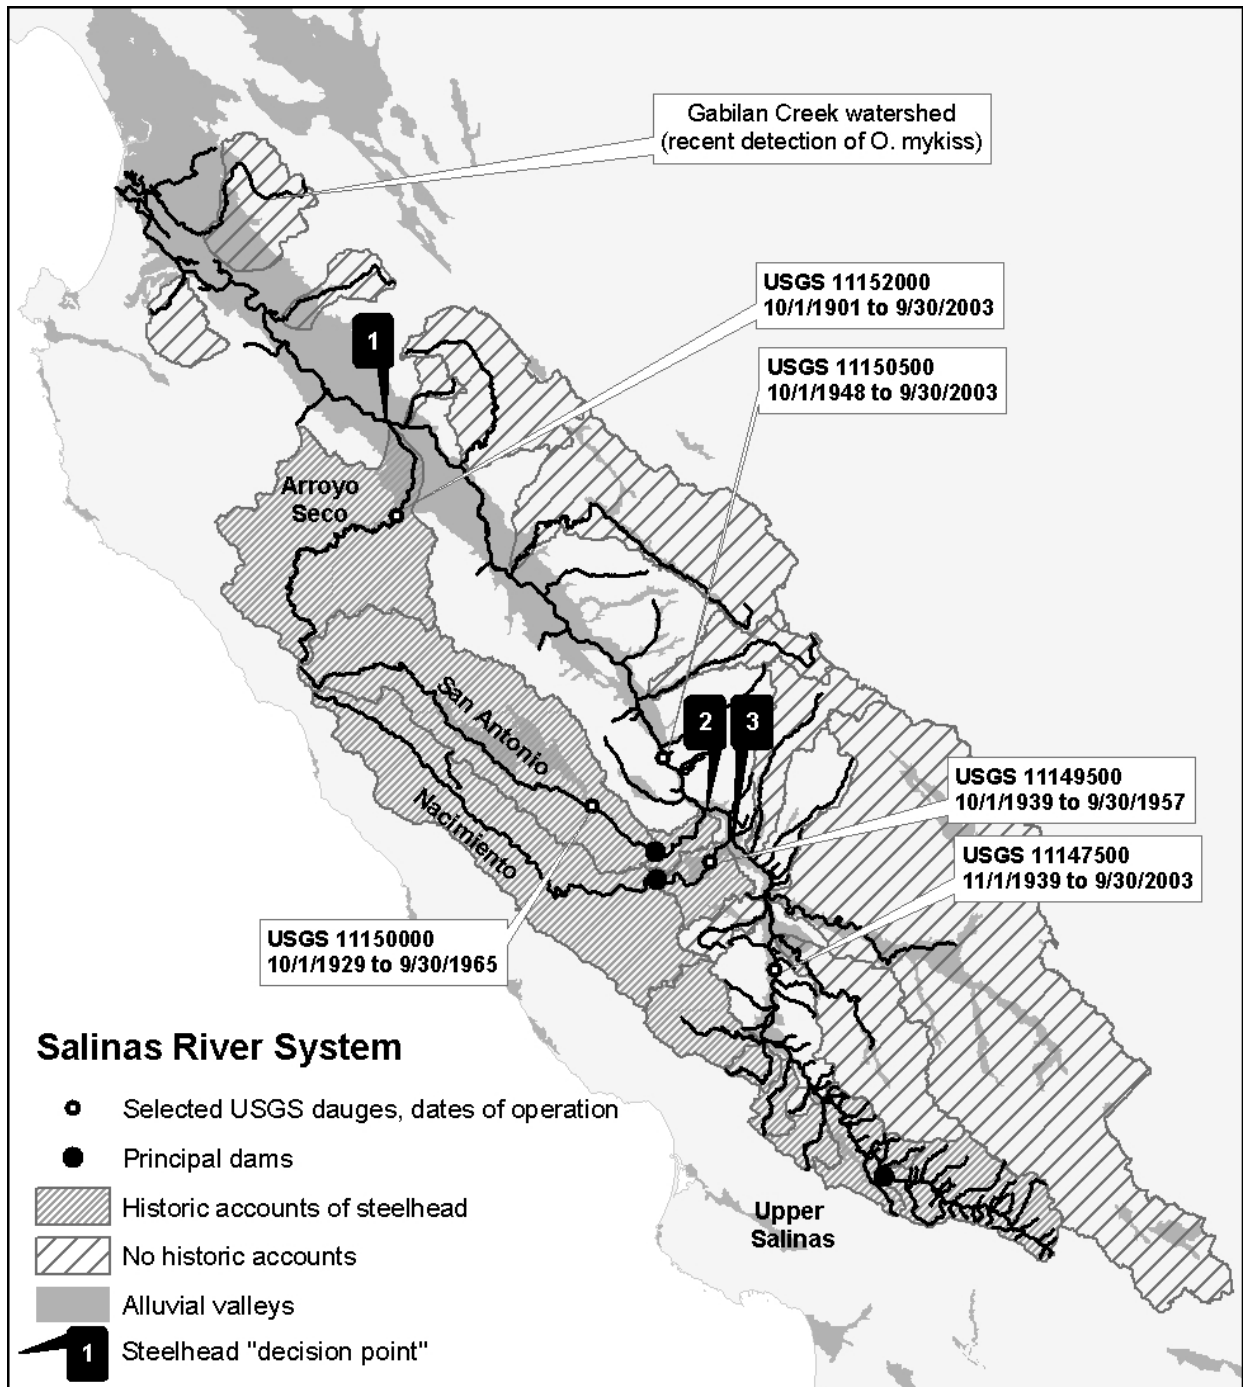 Gabilan Creek watershed
(recent detection of O. mykiss)
USGS 11152000
10/1/1901 to 9/30/2003
1
USGS 11150500
10/1/1948 to 9/30/2003
Arroyo
Seco
San Antonio
2
3
Nacimiento
USGS 11149500
10/1/1939 to 9/30/1957
USGS 11147500
11/1/1939 to 9/30/2003
USGS 11150000
10/1/1929 to 9/30/1965
Upper
Salinas
Salinas River System
Selected USGS dauges, dates of operation
Principal dams
Historic accounts of steelhead
No historic accounts
Alluvial valleys
1
Steelhead "decision point"